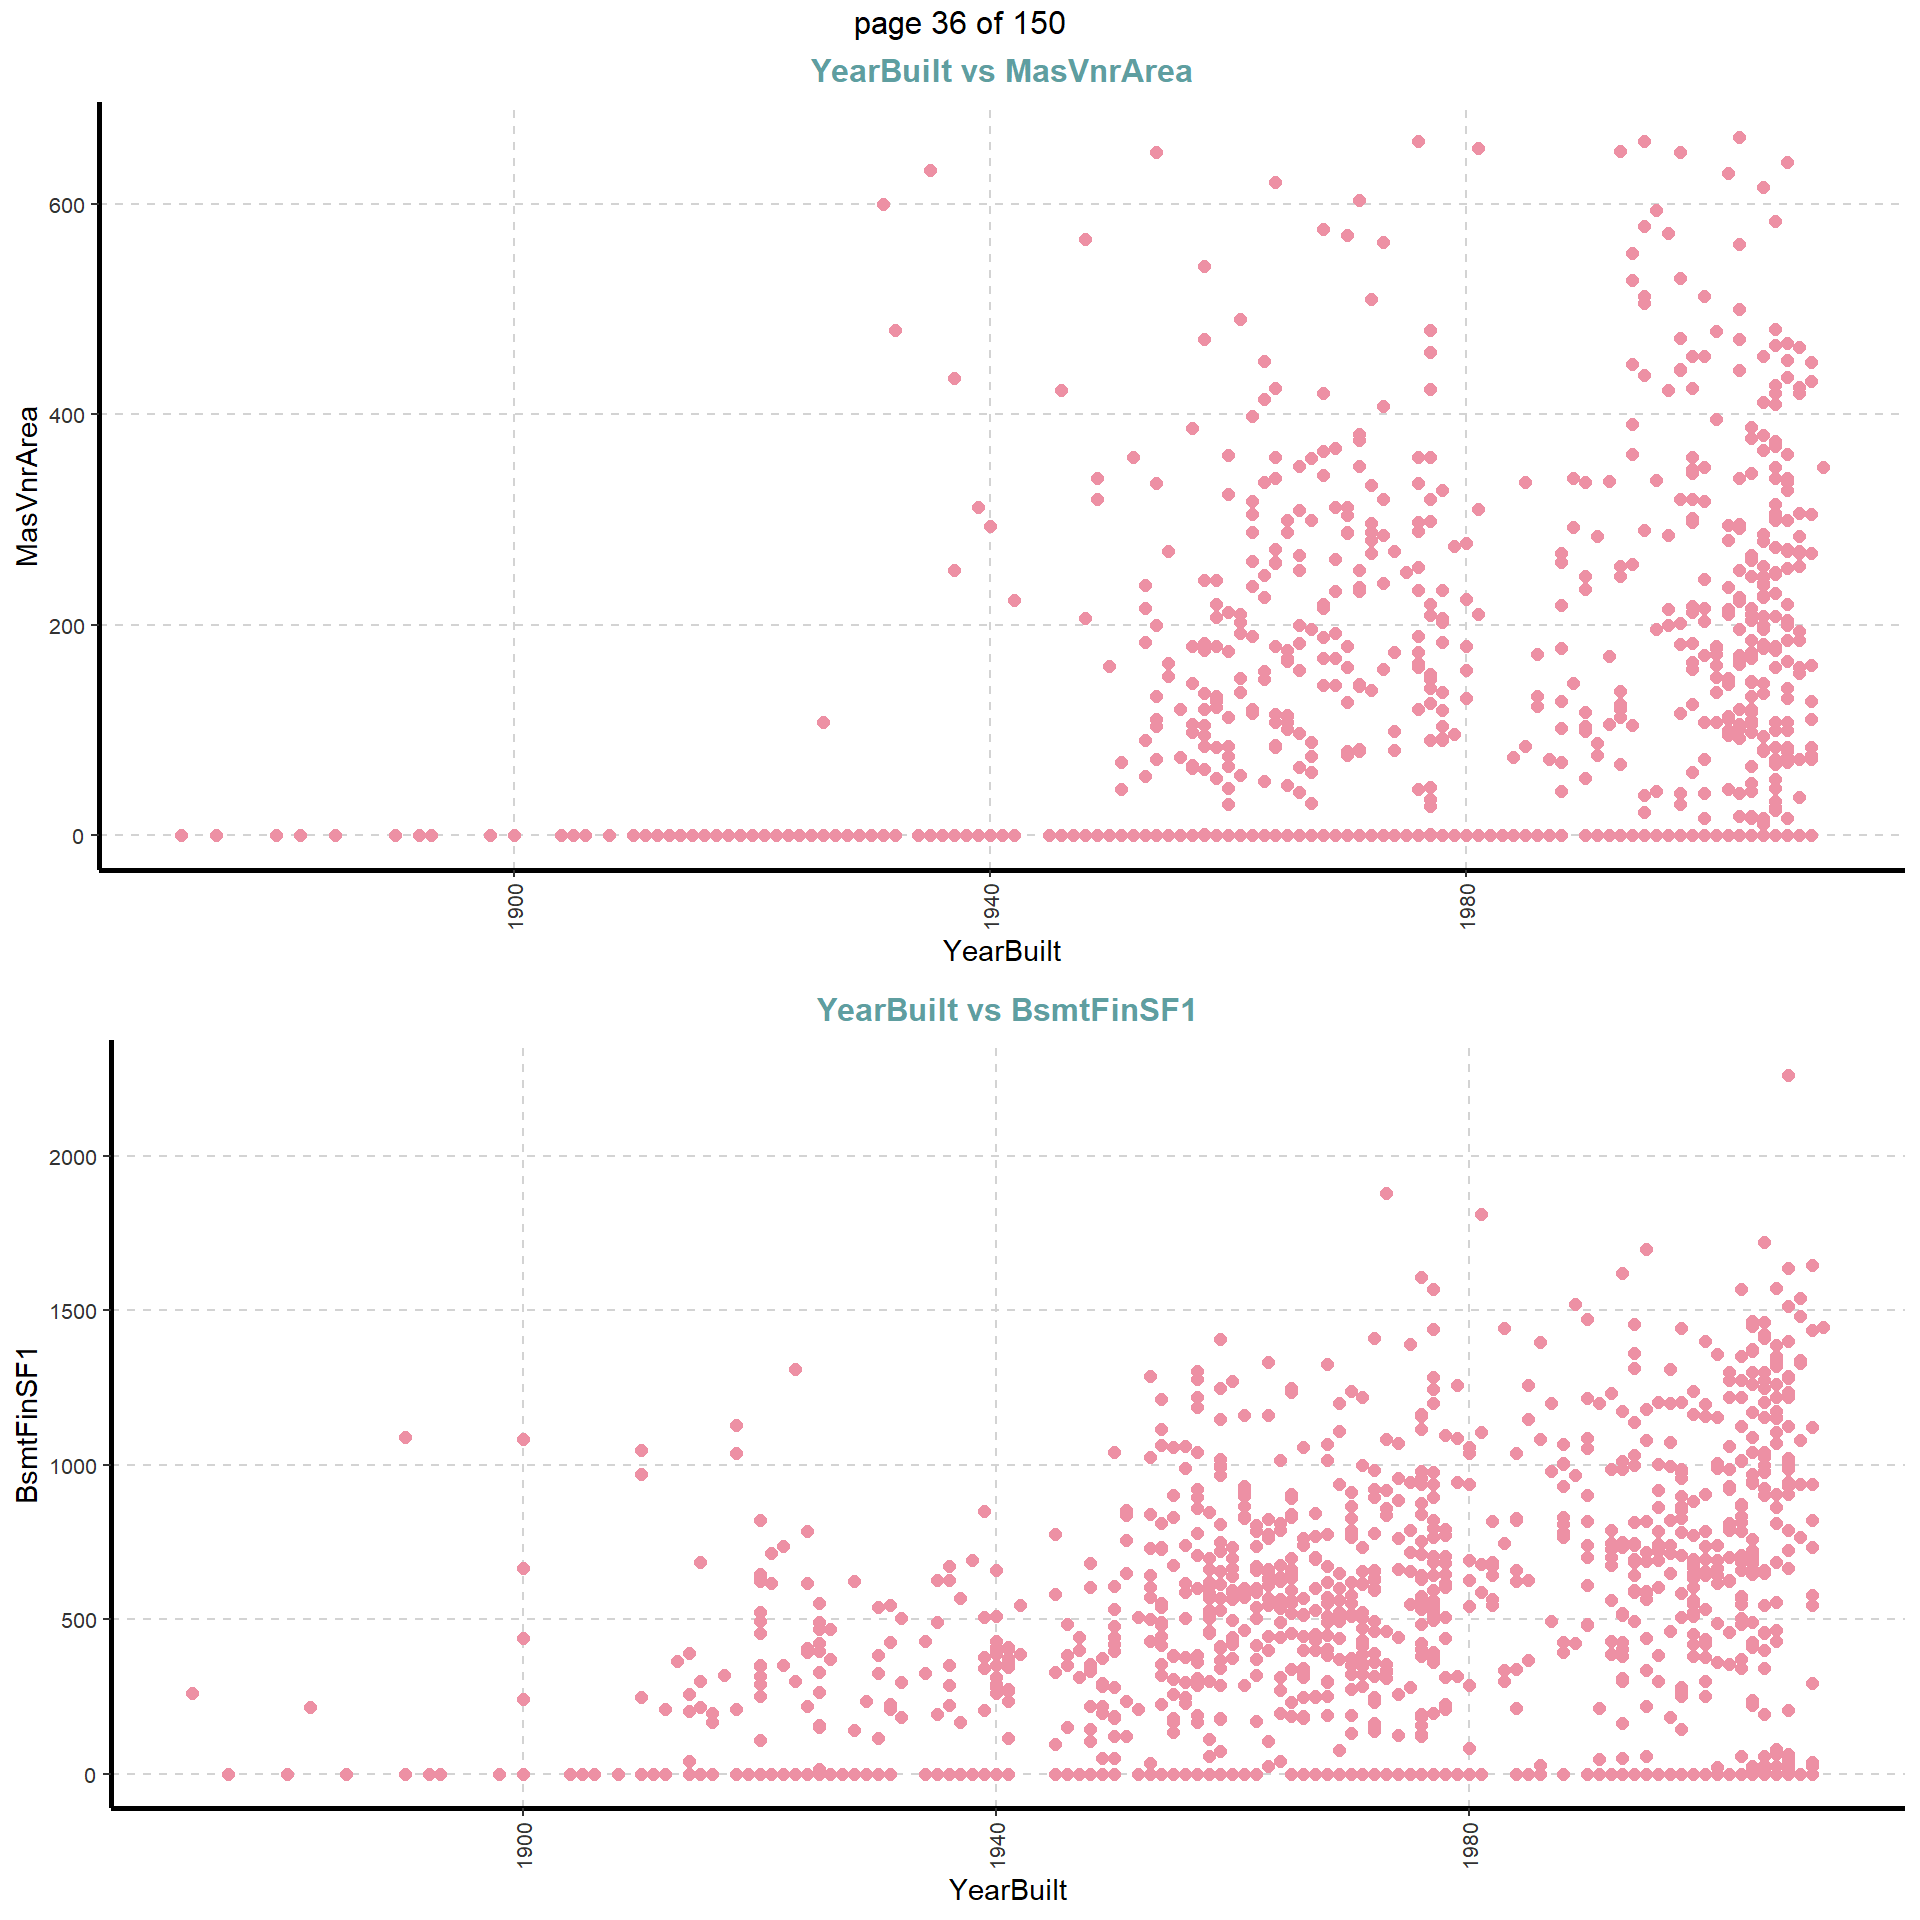 page 36 of 150
YearBuilt vs MasVnrArea
MasVnrArea
600
400
200
0
1900
1940
1980
YearBuilt
YearBuilt vs BsmtFinSF1
BsmtFinSF1
2000
1500
1000
500
0
1900
1940
1980
YearBuilt